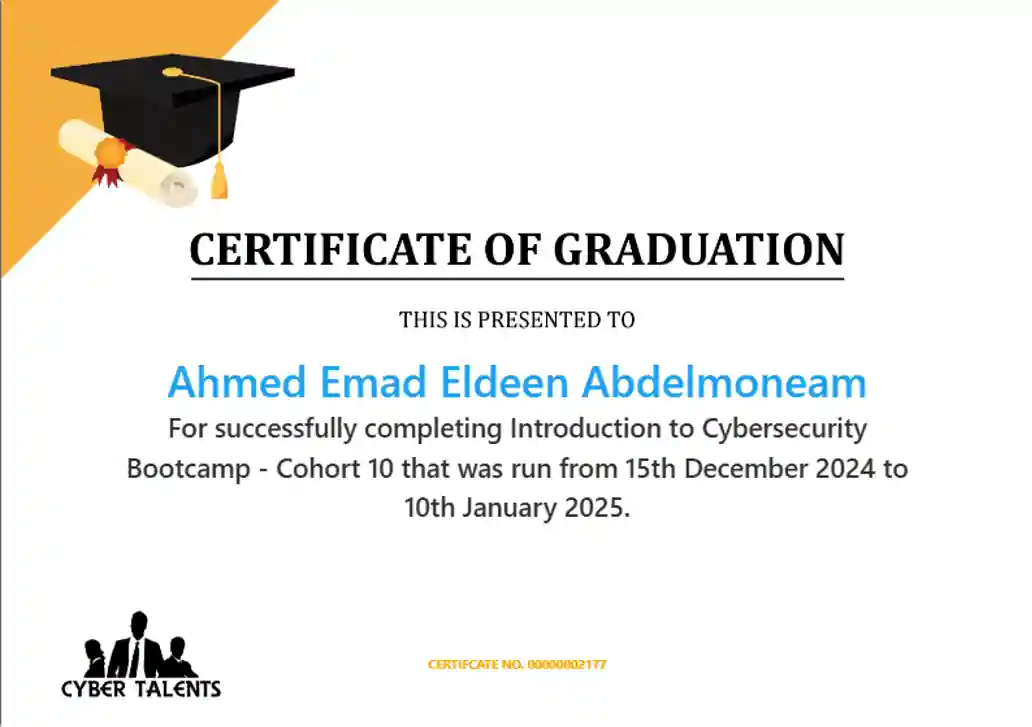 CERTIFICATE OF GRADUATION
THIS IS PRESENTED TO
Ahmed Emad Eldeen Abdelmoneam
For successfully completing Introduction to Cybersecurity
Bootcamp - Cohort 10 that was run from 15th December 2024 to
10th January 2025.
CERTIFCATE NO. 00000002177
CYBER TALENTS